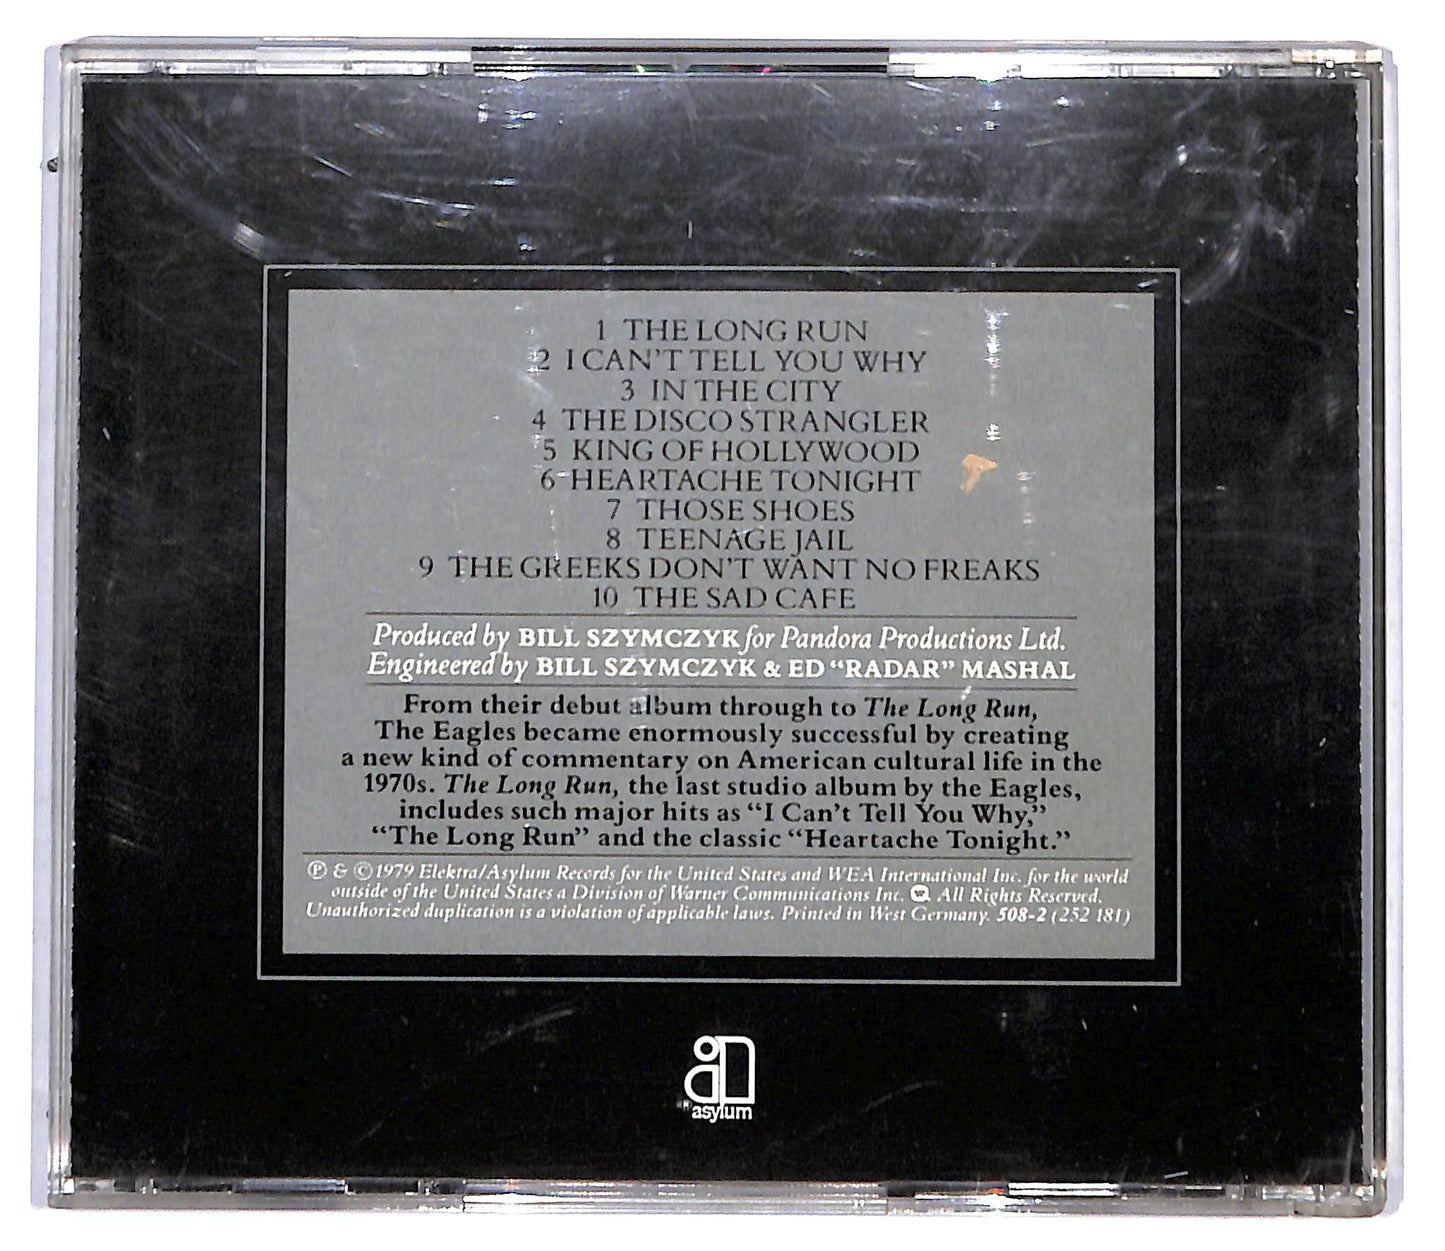 1 THE LONG RUN
2 I CAN'T TELL YOU WHY
3 IN THE CITY
4 THE DISCO STRANGLER
5 KING OF HOLLYWOOD
6 HEARTACHE TONIGHT
7 THOSE SHOES
8 TEENAGE JAIL
9 THE GREEKS DON'T WANT NO FREAKS
10 THE SAD CAFE
Produced by BILL SZYMCZYK for Pandora Productions Ltd.
Engineered by BILL SZYMCZYK & ED “RADAR” MASHAL
From their debut album through to The Long Run,
The Eagles became enormously successful by creating
a new kind of commentary on American cultural life in the
1970s. The Long Run, the last studio album by the Eagles,
includes such major hits as “I Can't Tell You Why,”
“The Long Run” and the classic “Heartache Tonight.”
Ⓟ & © 1979 Elektra/Asylum Records for the United States and WEA International Inc. for the world
outside of the United States a Division of Warner Communications Inc. All Rights Reserved.
Unauthorized duplication is a violation of applicable laws. Printed in West Germany. 508-2 (252 181)
asylum